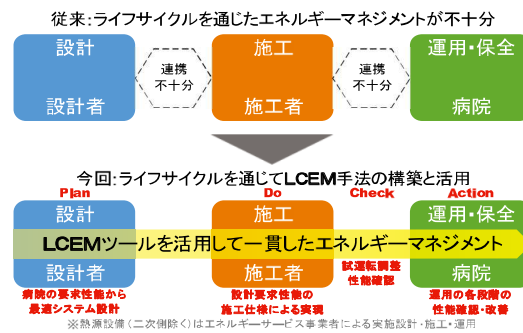 従来:ライフサイクルを通じたエネルギーマネジメントが不十分
設計
設計者
連携
不十分
施工
施工者
連携
不十分
運用・保全
病院
今回:ライフサイクルを通じてLCEM手法の構築と活用
Plan
Do
Check
Action
設計
施工
運用・保全
LCEMツールを活用して一貫したエネルギーマネジメント
設計者
施工者
試運転調整
性能確認
病院
病院の要求性能から
最適システム設計
設計要求性能の
施工仕様による実現
運用の各段階の
性能確認・改善
※熱源設備(二次側除く)はエネルギーサービス事業者による実施設計・施工・運用